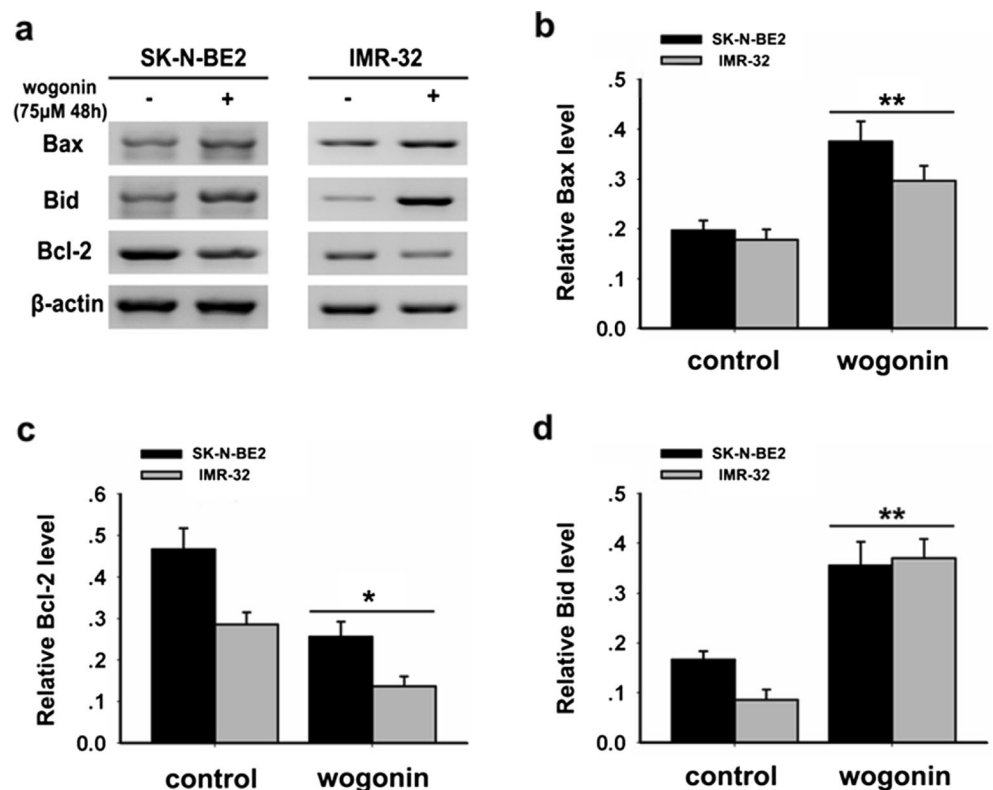 a
SK-N-BE2 IMR-32
wogonin
(75μM 48h)
- + - +
Bax
Bid
Bcl-2
β-actin
b
SK-N-BE2
IMR-32
Relative Bax level
.5
.4
.3
.2
.1
0.0
**
control wogonin
c
SK-N-BE2
IMR-32
Relative Bcl-2 level
.6
.5
.4
.3
.2
.1
0.0
*
control wogonin
d
SK-N-BE2
IMR-32
Relative Bid level
.5
.4
.3
.2
.1
0.0
**
control wogonin